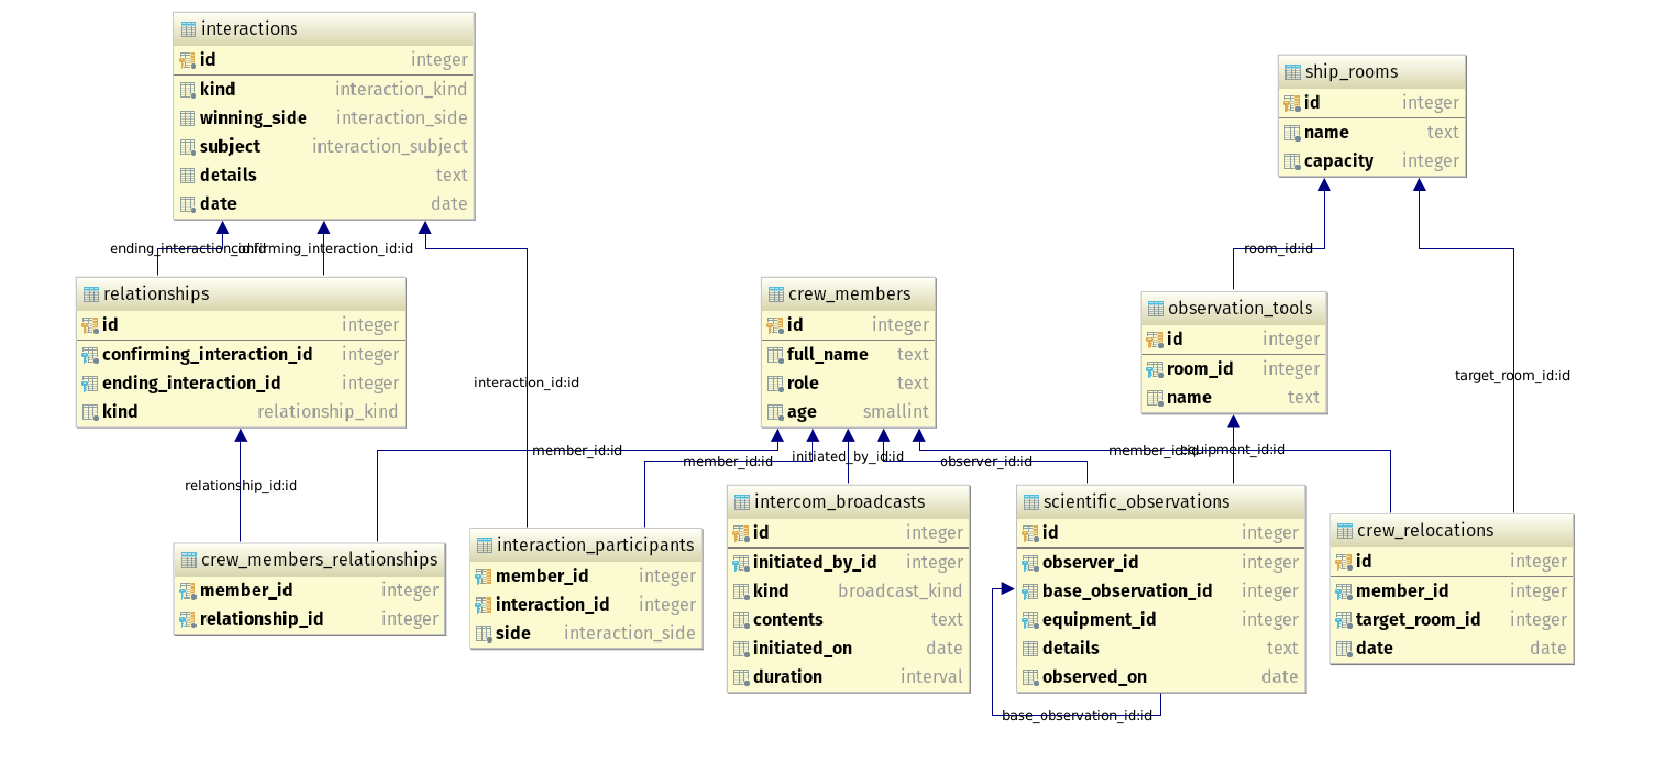 interactions
id integer
kind interaction_kind
winning_side interaction_side
subject interaction_subject
details text
date date
ship_rooms
id integer
name text
capacity integer
ending_interaction_id:id
confirming_interaction_id:id
room_id:id
relationships
id integer
confirming_interaction_id integer
ending_interaction_id integer
kind relationship_kind
crew_members
id integer
full_name text
role text
age smallint
observation_tools
id integer
room_id integer
name text
interaction_id:id
target_room_id:id
member_id:id
member_id:id
initiated_by_id:id
observer_id:id
member_id:id
equipment_id:id
relationship_id:id
crew_members_relationships
member_id integer
relationship_id integer
interaction_participants
member_id integer
interaction_id integer
side interaction_side
intercom_broadcasts
id integer
initiated_by_id integer
kind broadcast_kind
contents text
initiated_on date
duration interval
scientific_observations
id integer
observer_id integer
base_observation_id integer
equipment_id integer
details text
observed_on date
crew_relocations
id integer
member_id integer
target_room_id integer
date date
base_observation_id:id